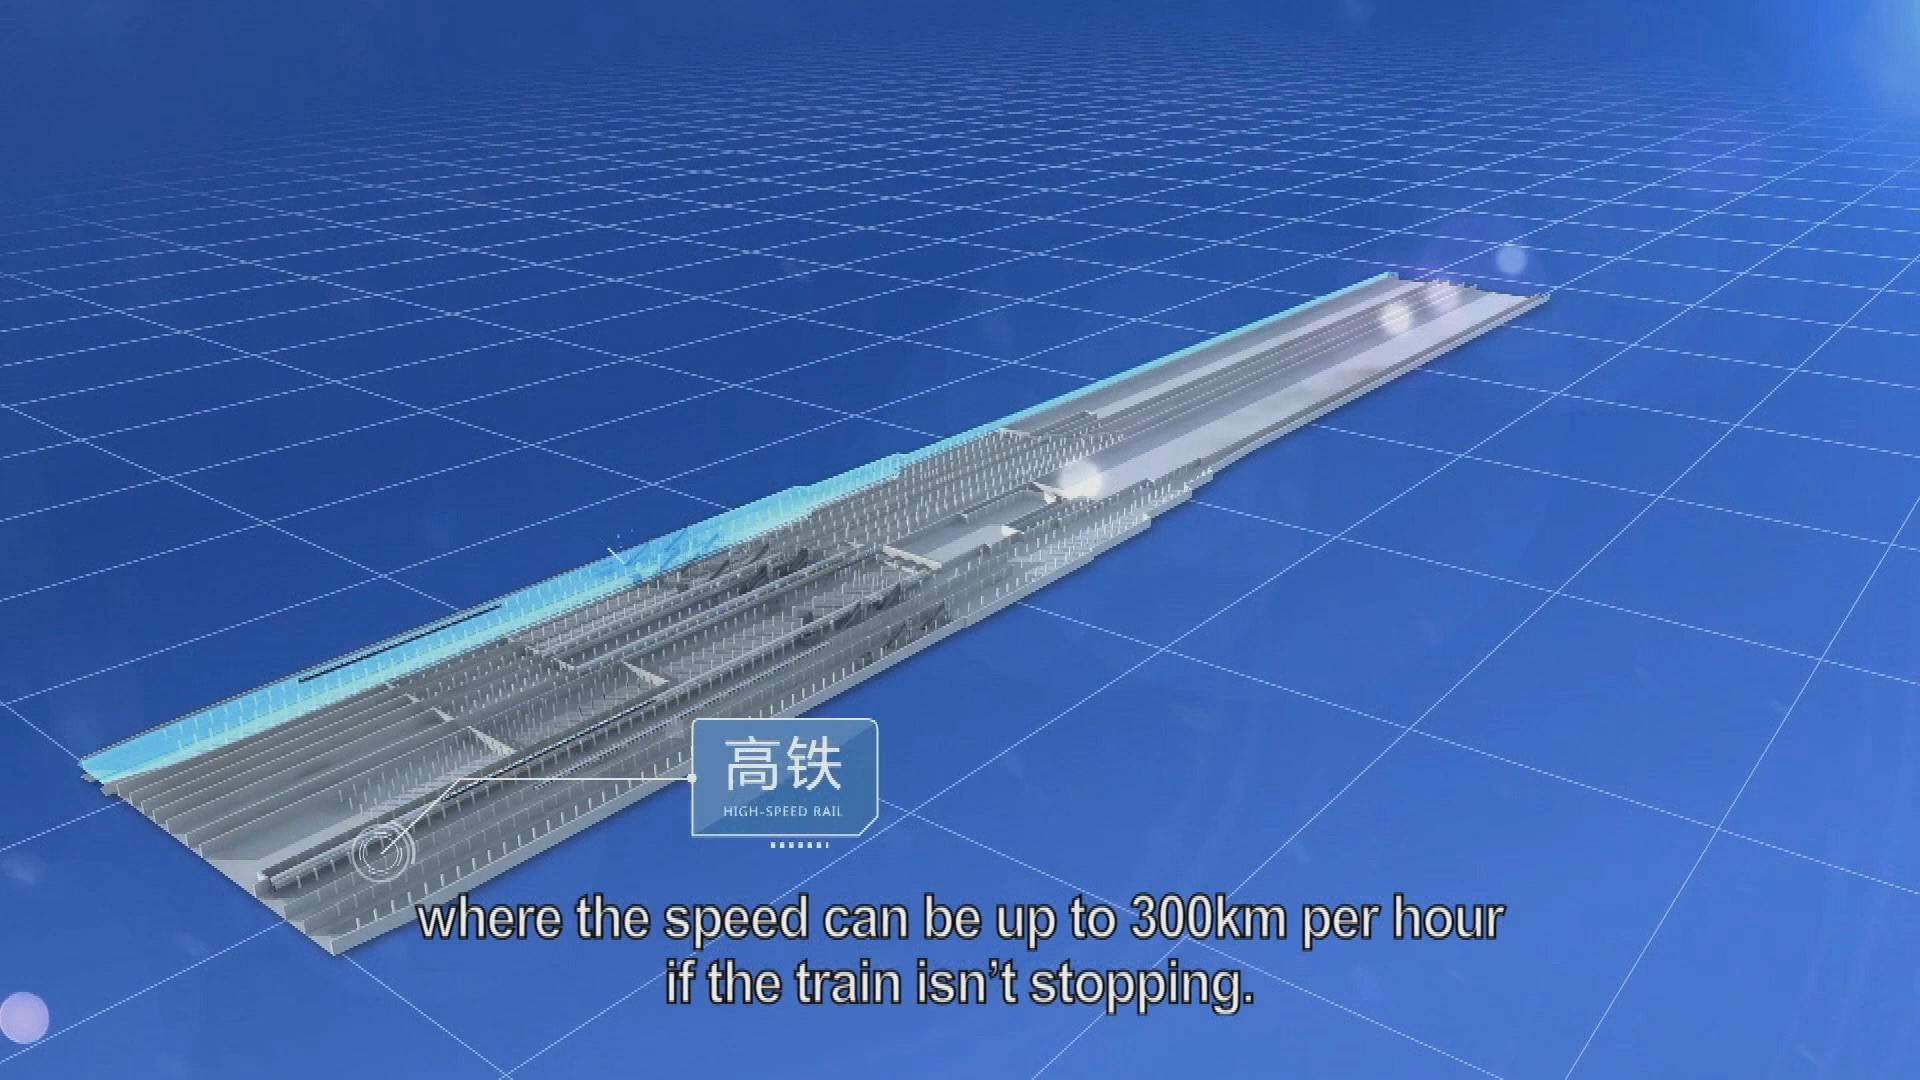 高铁
HIGH-SPEED RAIL
where the speed can be up to 300km per hour
if the train isn't stopping.